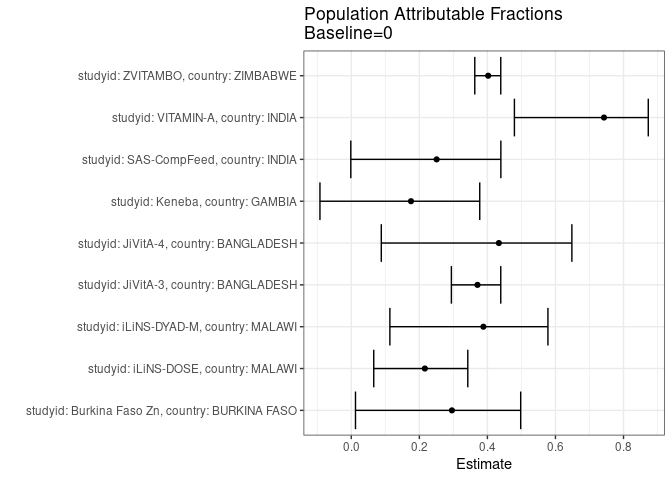 Population Attributable Fractions
Baseline=0
studyid: ZVITAMBO, country: ZIMBABWE
studyid: VITAMIN-A, country: INDIA
studyid: SAS-CompFeed, country: INDIA
studyid: Keneba, country: GAMBIA
studyid: JiVitA-4, country: BANGLADESH
studyid: JiVitA-3, country: BANGLADESH
studyid: iLiNS-DYAD-M, country: MALAWI
studyid: iLiNS-DOSE, country: MALAWI
studyid: Burkina Faso Zn, country: BURKINA FASO
0.0 0.2 0.4 0.6 0.8
Estimate